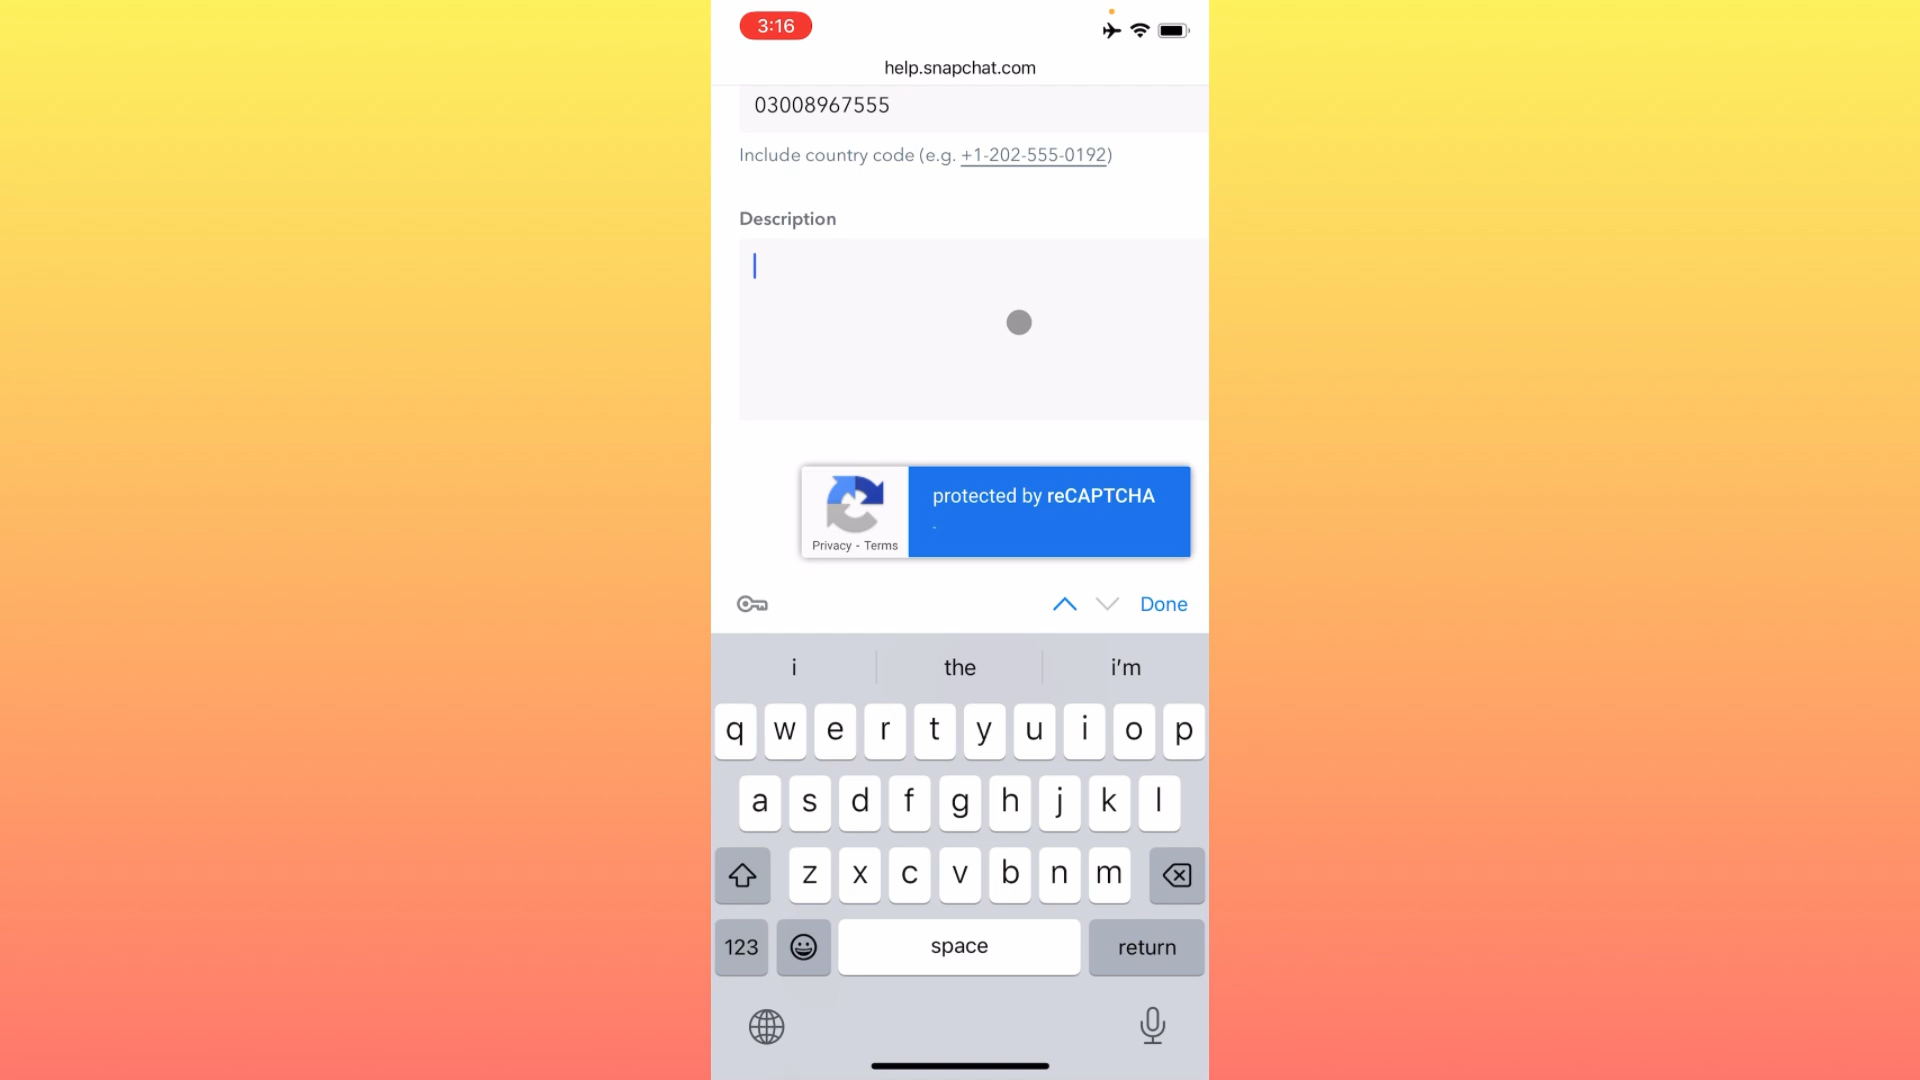 3:16
help.snapchat.com
03008967555
Include country code (e.g. +1-202-555-0192)
Description
protected by reCAPTCHA
Privacy - Terms
Done
i the i'm
q w e r t y u i o p
a s d f g h j k l
z x c v b n m
123 space return